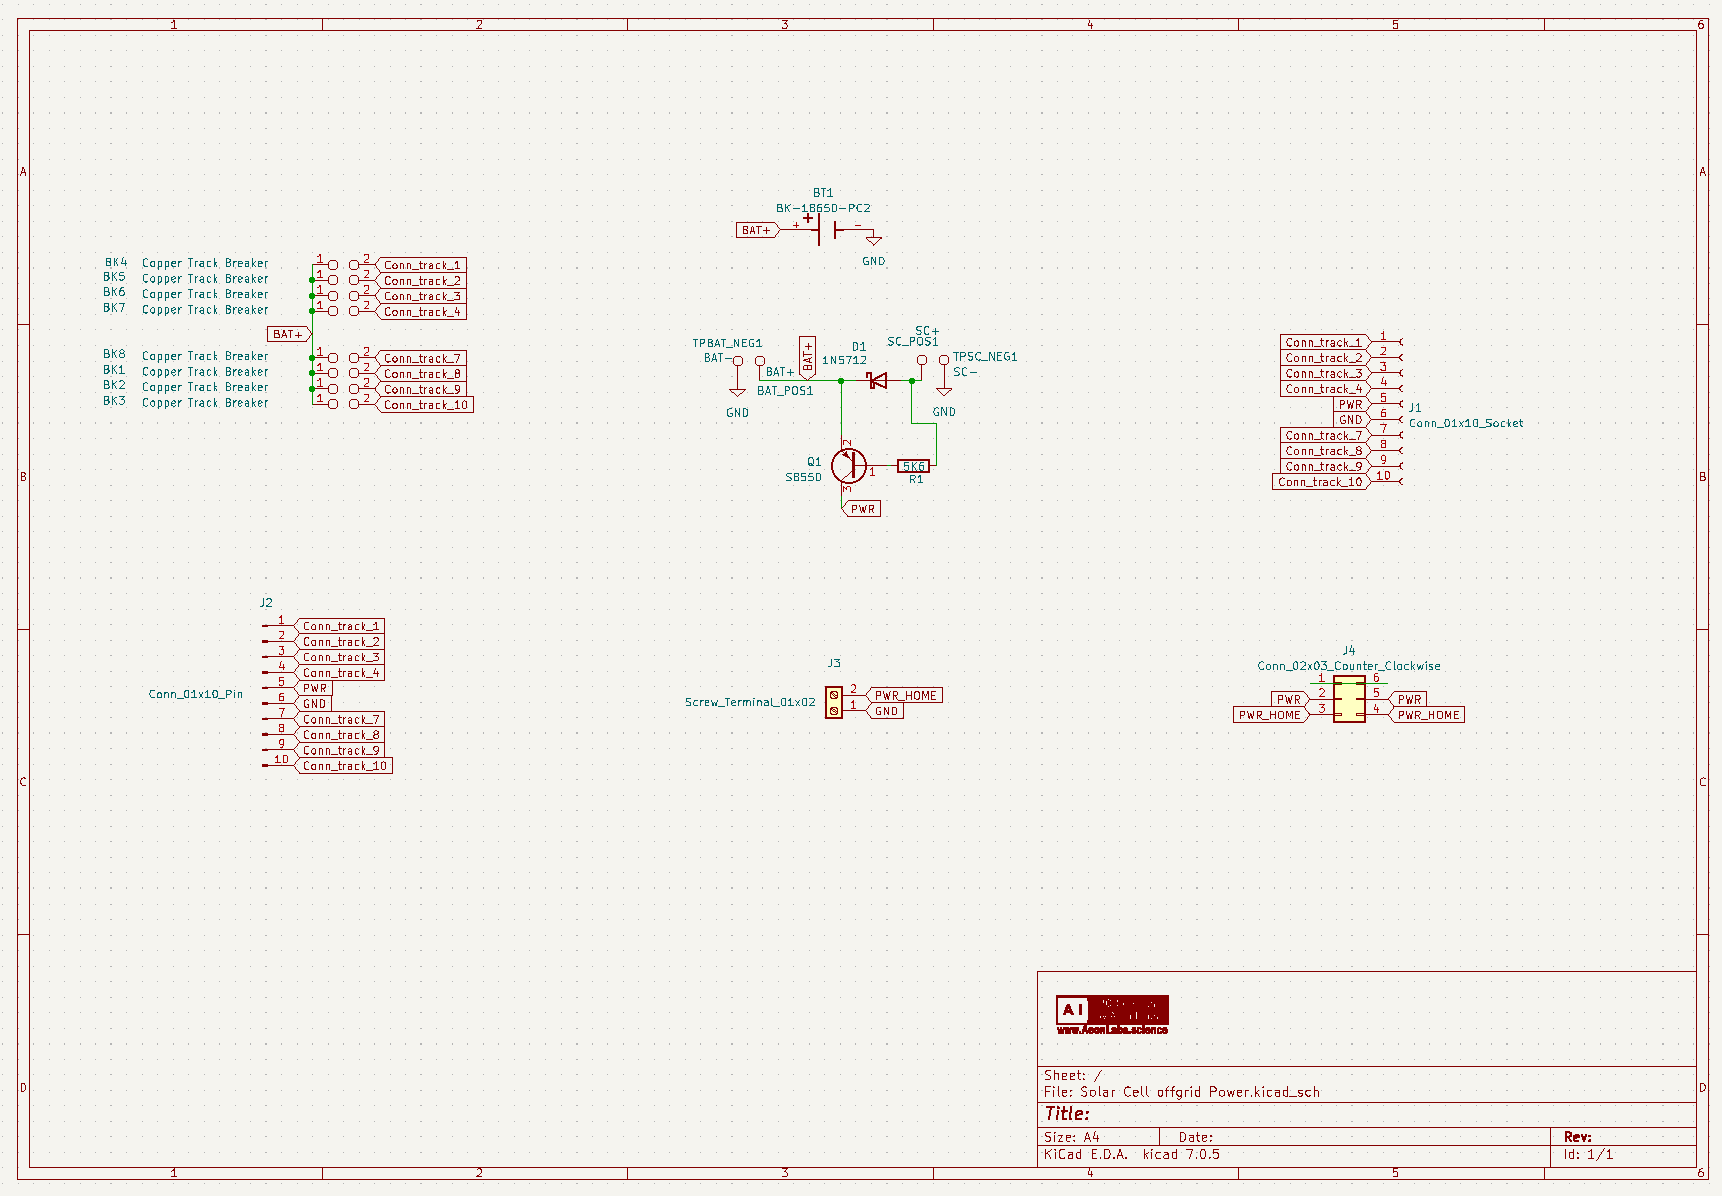 1 2 3 4 5 6
A A
BT1
BK-18650-PC2
BAT+ + + -
GND
BK4 Copper Track Breaker 1 2 Conn_track_1
BK5 Copper Track Breaker 1 2 Conn_track_2
BK6 Copper Track Breaker 1 2 Conn_track_3
BK7 Copper Track Breaker 1 2 Conn_track_4
BAT+
BK8 Copper Track Breaker 1 2 Conn_track_7
BK1 Copper Track Breaker 1 2 Conn_track_8
BK2 Copper Track Breaker 1 2 Conn_track_9
BK3 Copper Track Breaker 1 2 Conn_track_10
SC+
TPBAT_NEG1 BAT+ D1 SC_POS1
BAT- 1N5712 TPSC_NEG1
BAT+ SC-
BAT_POS1
GND GND
2
Q1 1 5K6
S8550 R1
3
PWR
Conn_track_1 1
Conn_track_2 2
Conn_track_3 3
Conn_track_4 4
PWR 5 J1
GND 6 Conn_01x10_Socket
Conn_track_7 7
Conn_track_8 8
Conn_track_9 9
Conn_track_10 10
B B
J2
1 Conn_track_1
2 Conn_track_2
3 Conn_track_3
4 Conn_track_4
5 PWR
Conn_01x10_Pin
6 GND
7 Conn_track_7
8 Conn_track_8
9 Conn_track_9
10 Conn_track_10
J3
2 PWR_HOME
Screw_Terminal_01x02
1 GND
J4
Conn_02x03_Counter_Clockwise
1 6
PWR 2 5 PWR
PWR_HOME 3 4 PWR_HOME
C C
AI
www.AeonLabs.science
Sheet: /
File: Solar Cell offgrid Power.kicad_sch
Title:
Size: A4 Date: Rev:
KiCad E.D.A. kicad 7.0.5 Id: 1/1
D D
1 2 3 4 5 6